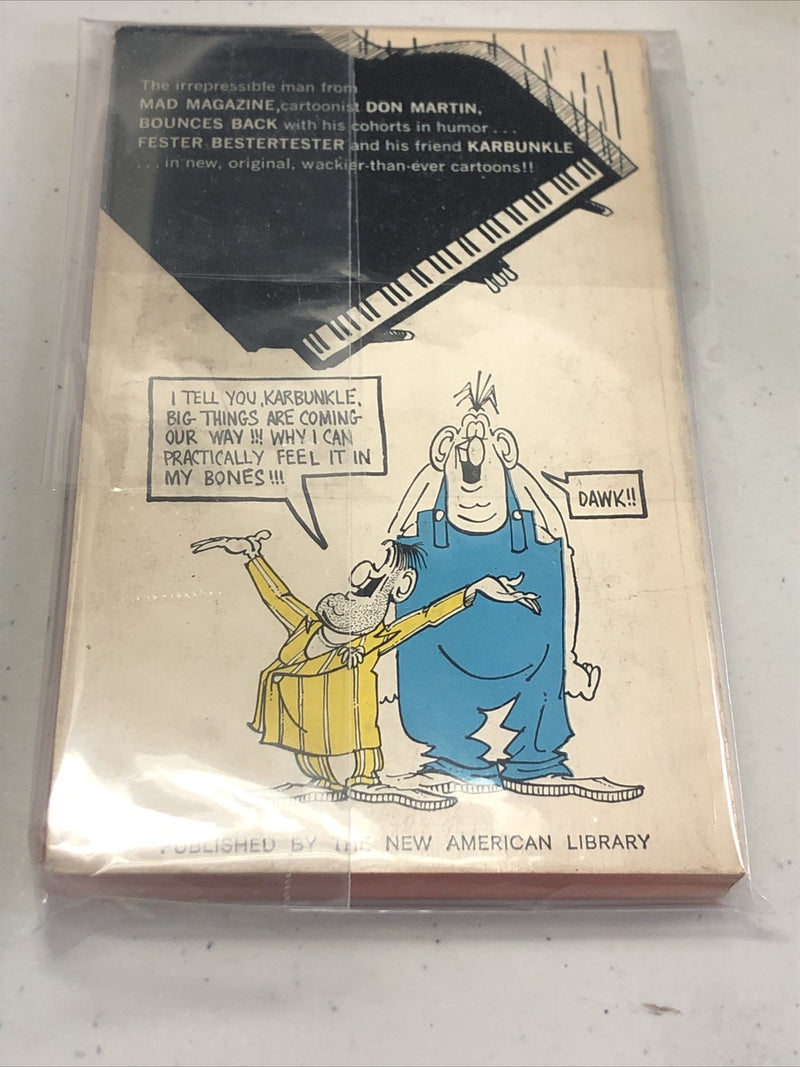 The irrepressible man from
MAD MAGAZINE, cartoonist DON MARTIN,
BOUNCES BACK with his cohorts in humor . . .
FESTER BESTERTESTER and his friend KARBUNKLE
. . . in new, original, wackier-than-ever cartoons!!
I TELL YOU, KARBUNKLE,
BIG THINGS ARE COMING
OUR WAY !!! WHY I CAN
PRACTICALLY FEEL IT IN
MY BONES!!!
DAWK!!
PUBLISHED BY THE NEW AMERICAN LIBRARY